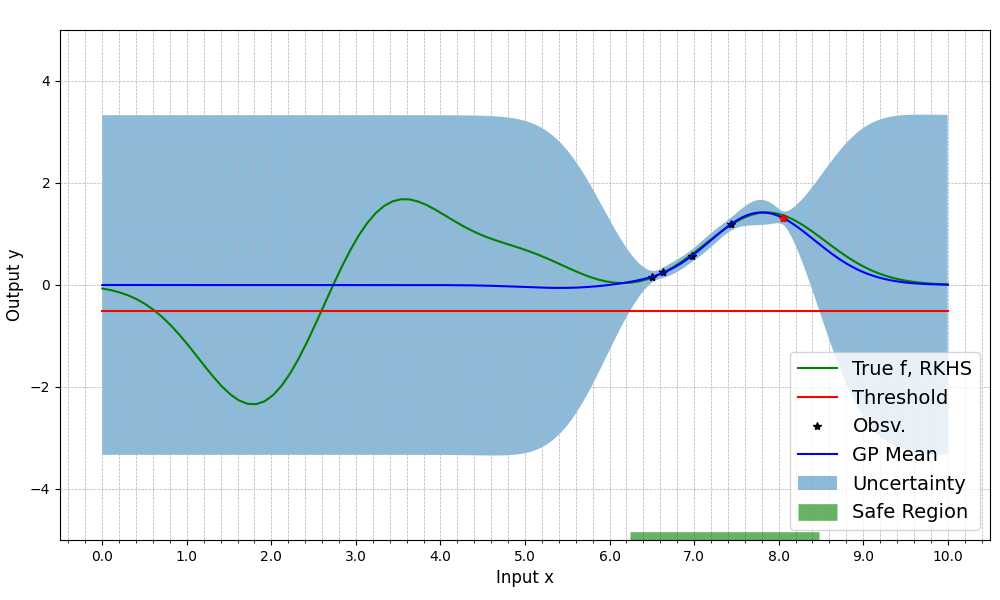 4
2
0
−2
−4
Output y
0.0 1.0 2.0 3.0 4.0 5.0 6.0 7.0 8.0 9.0 10.0
Input x
True f, RKHS
Threshold
Obsv.
GP Mean
Uncertainty
Safe Region